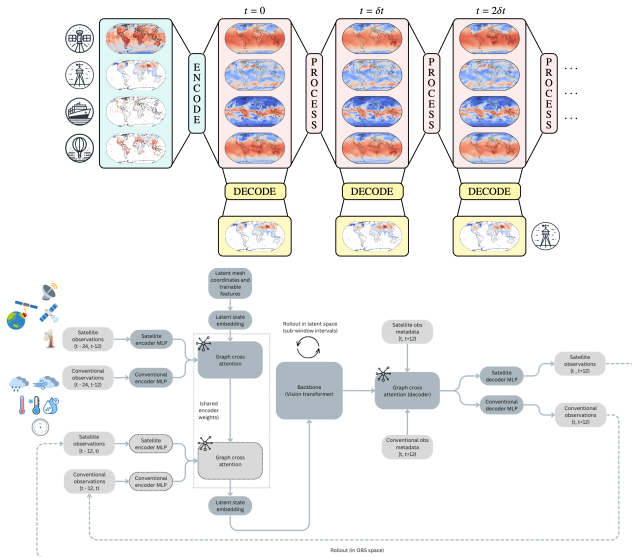 t = 0
t = δt
t = 2δt
ENCODE
PROCESS
PROCESS
PROCESS
. . .
. . .
. . .
DECODE
DECODE
DECODE
Latent mesh
coordinates and
trainable
features
Latent state
embedding
Satellite
observations
[t - 24, t-12]
Satellite
encoder MLP
Graph cross
attention
Conventional
observations
[t - 24, t-12]
Conventional
encoder MLP
(shared
encoder
weights)
Satellite
observations
[t - 12, t)
Satellite
encoder MLP
Graph cross
attention
Conventional
observations
[t - 12, t)
Conventional
encoder MLP
Latent state
embedding
Rollout in latent space
(sub-window intervals)
Backbone
(Vision transformer)
Satellite obs
metadata
[t, t+12)
Graph cross
attention (decoder)
Conventional obs
metadata
[t, t+12)
Satellite
decoder MLP
Conventional
decoder MLP
Satellite
observations
[t, t+12)
Conventional
observations
[t, t+12)
Rollout (in OBS space)